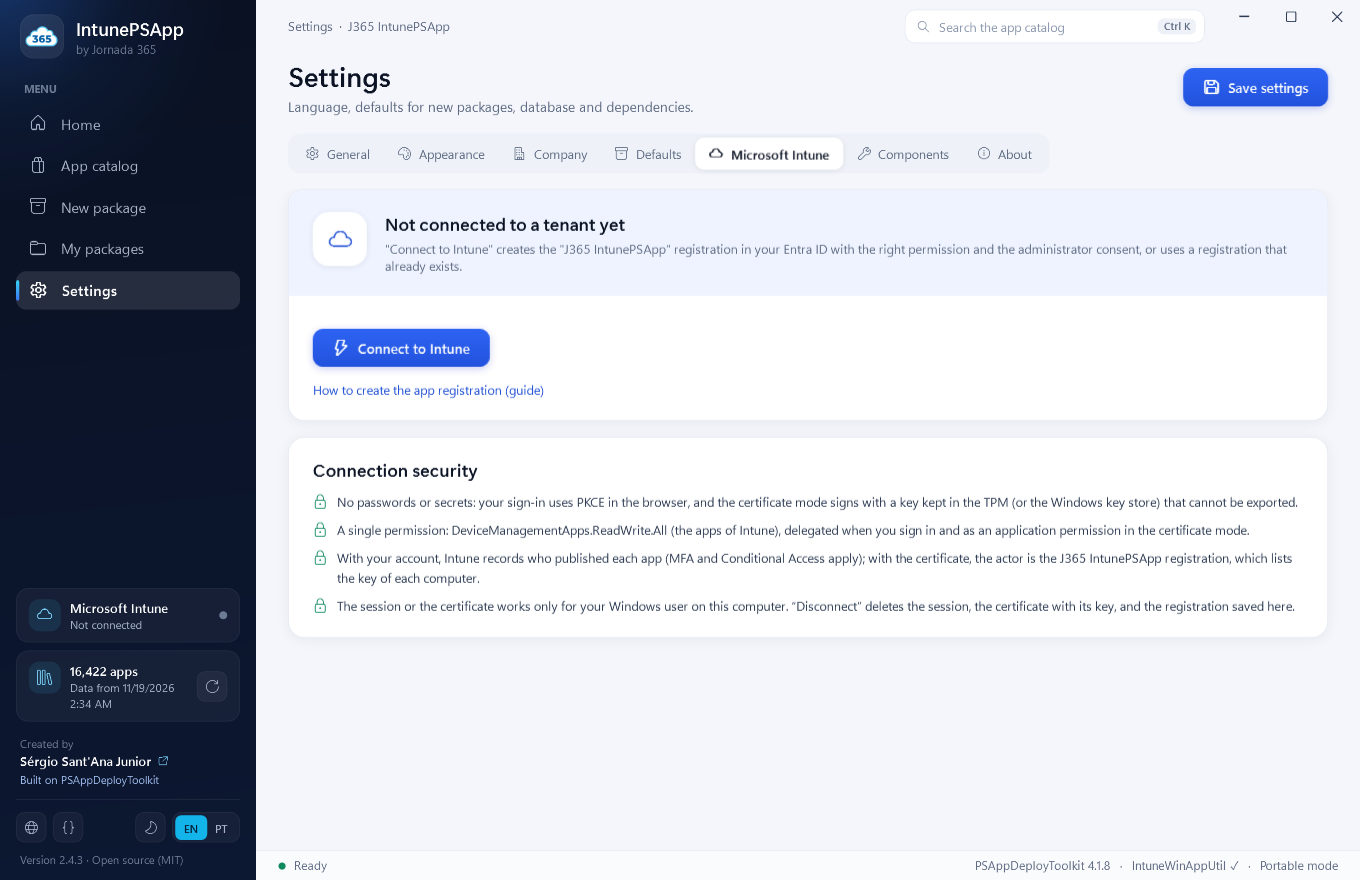 365
IntunePSApp
by Jornada 365
MENU
Home
App catalog
New package
My packages
Settings
Microsoft Intune
Not connected
16,422 apps
Data from 11/19/2026
2:34 AM
Created by
Sérgio Sant'Ana Junior
Built on PSAppDeployToolkit
{}
EN PT
Version 2.4.3 · Open source (MIT)
Settings · J365 IntunePSApp
Search the app catalog Ctrl K
Settings
Language, defaults for new packages, database and dependencies.
Save settings
General Appearance Company Defaults Microsoft Intune Components About
Not connected to a tenant yet
"Connect to Intune" creates the "J365 IntunePSApp" registration in your Entra ID with the right permission and the administrator consent, or uses a registration that
already exists.
Connect to Intune
How to create the app registration (guide)
Connection security
No passwords or secrets: your sign-in uses PKCE in the browser, and the certificate mode signs with a key kept in the TPM (or the Windows key store) that cannot be exported.
A single permission: DeviceManagementApps.ReadWrite.All (the apps of Intune), delegated when you sign in and as an application permission in the certificate mode.
With your account, Intune records who published each app (MFA and Conditional Access apply); with the certificate, the actor is the J365 IntunePSApp registration, which lists
the key of each computer.
The session or the certificate works only for your Windows user on this computer. “Disconnect” deletes the session, the certificate with its key, and the registration saved here.
Ready
PSAppDeployToolkit 4.1.8 · IntuneWinAppUtil ✓ · Portable mode